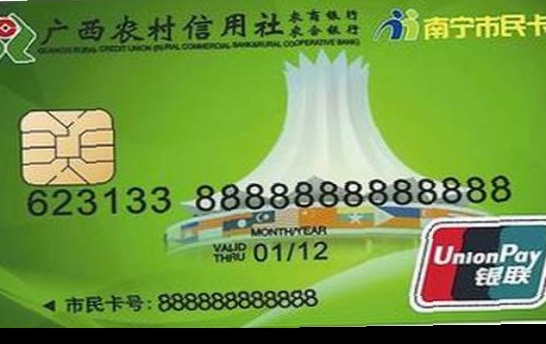 广西农村信用社 农商银行
农合银行
GUANGXI RURAL CREDIT UNION (RURAL COMMERCIAL BANK&RURAL COOPERATIVE BANK)
南宁市民卡
623133 8888888888888
MONTH/YEAR
VALID THRU 01/12
市民卡号:888888888888
UnionPay
银联